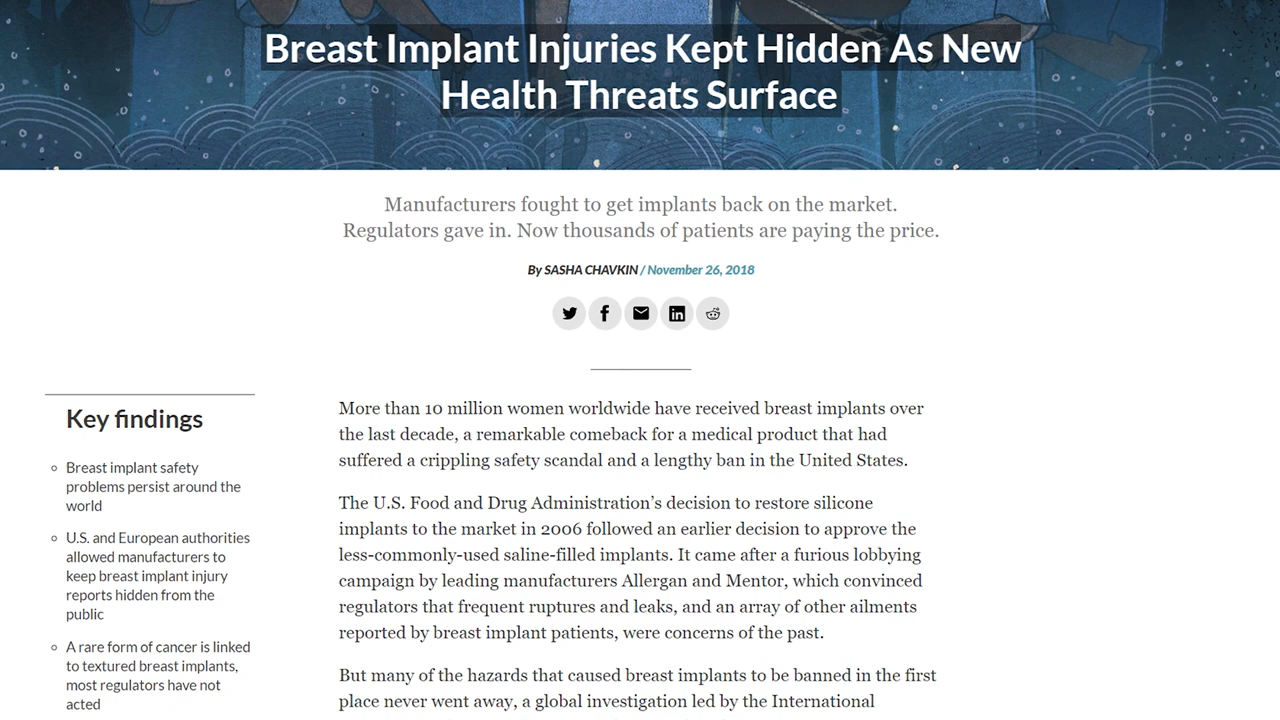 Breast Implant Injuries Kept Hidden As New
Health Threats Surface
Manufacturers fought to get implants back on the market.
Regulators gave in. Now thousands of patients are paying the price.
By SASHA CHAVKIN / November 26, 2018
Key findings
Breast implant safety
problems persist around the
world
U.S. and European authorities
allowed manufacturers to
keep breast implant injury
reports hidden from the
public
A rare form of cancer is linked
to textured breast implants,
most regulators have not
acted
More than 10 million women worldwide have received breast implants over
the last decade, a remarkable comeback for a medical product that had
suffered a crippling safety scandal and a lengthy ban in the United States.
The U.S. Food and Drug Administration's decision to restore silicone
implants to the market in 2006 followed an earlier decision to approve the
less-commonly-used saline-filled implants. It came after a furious lobbying
campaign by leading manufacturers Allergan and Mentor, which convinced
regulators that frequent ruptures and leaks, and an array of other ailments
reported by breast implant patients, were concerns of the past.
But many of the hazards that caused breast implants to be banned in the first
place never went away, a global investigation led by the International